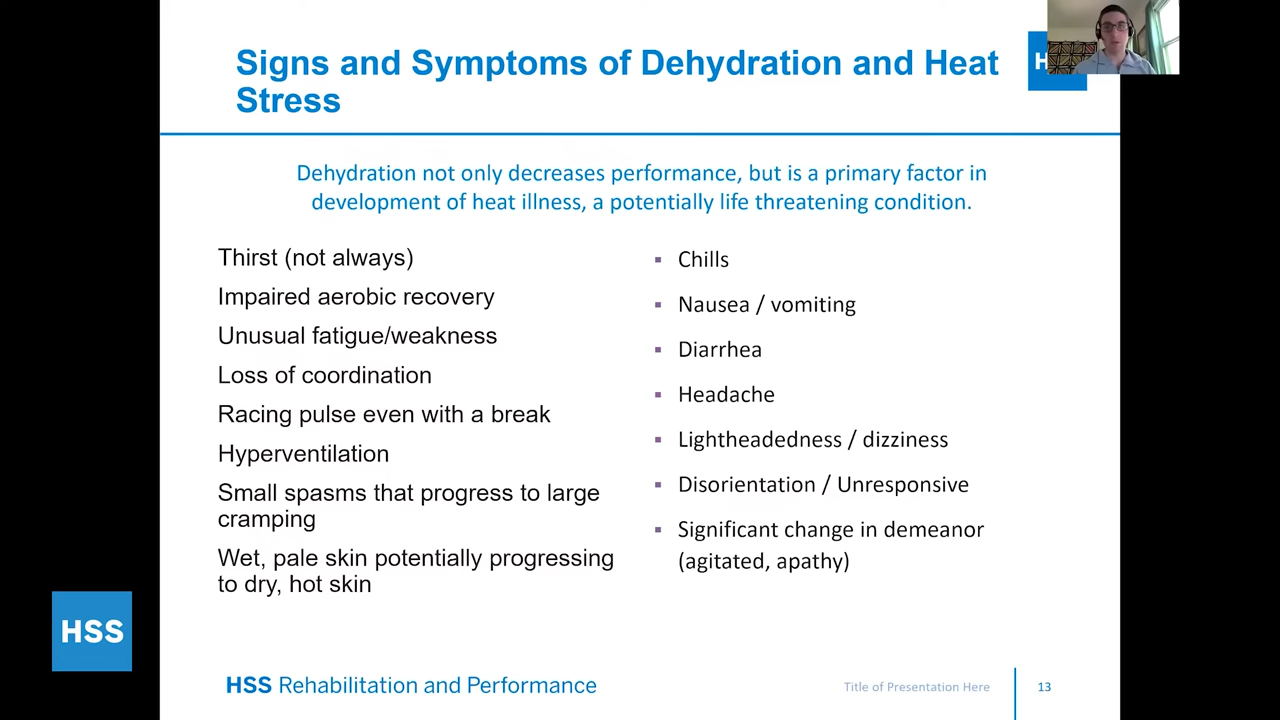 Signs and Symptoms of Dehydration and Heat
Stress
H
Dehydration not only decreases performance, but is a primary factor in
development of heat illness, a potentially life threatening condition.
Thirst (not always)
Impaired aerobic recovery
Unusual fatigue/weakness
Loss of coordination
Racing pulse even with a break
Hyperventilation
Small spasms that progress to large
cramping
Wet, pale skin potentially progressing
to dry, hot skin
▪ Chills
▪ Nausea / vomiting
▪ Diarrhea
▪ Headache
▪ Lightheadedness / dizziness
▪ Disorientation / Unresponsive
▪ Significant change in demeanor
(agitated, apathy)
HSS
HSS Rehabilitation and Performance
Title of Presentation Here
13